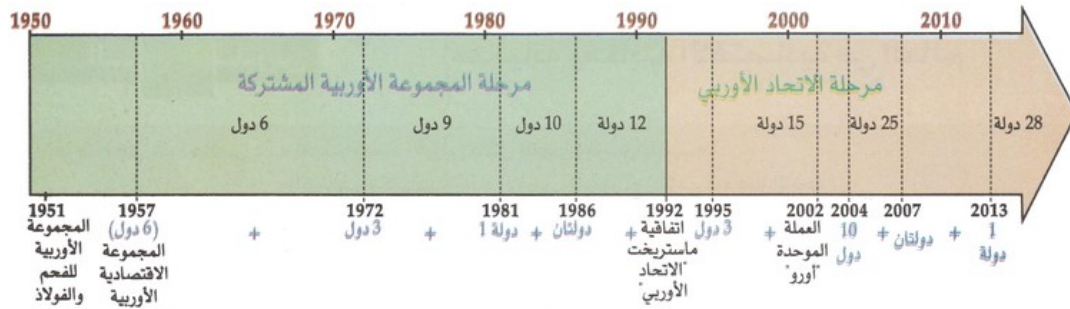 1950 1960 1970 1980 1990 2000 2010
مرحلة المجموعة الأوربية المشتركة
مرحلة الاتحاد الأوربي
6 دول
9 دول
10 دول
12 دولة
15 دولة
25 دولة
28 دولة
1951
المجموعة
الأوربية
للفحم
والفولاذ
1957
(6 دول)
المجموعة
الاقتصادية
الأوربية
+
1972
3 دول
+
1981
1 دولة
+
1986
دولتان
+
1992
اتفاقية
ماستريخت
"الاتحاد
الأوربي"
1995
3 دول
+
2002
العملة
الموحدة
"أورو"
2004
10
دول
+
2007
دولتان
+
2013
1
دولة